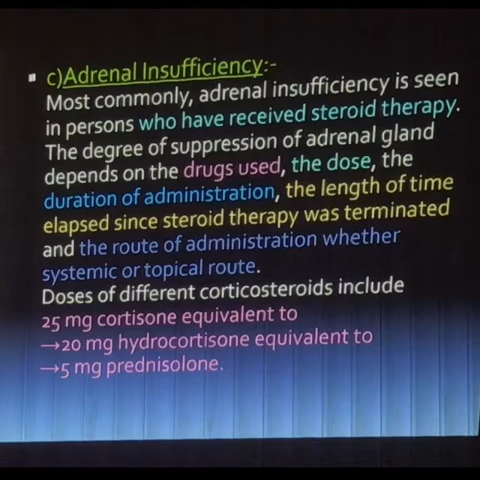 ▪ c)Adrenal Insufficiency:-
Most commonly, adrenal insufficiency is seen
in persons who have received steroid therapy.
The degree of suppression of adrenal gland
depends on the drugs used, the dose, the
duration of administration, the length of time
elapsed since steroid therapy was terminated
and the route of administration whether
systemic or topical route.
Doses of different corticosteroids include
25 mg cortisone equivalent to
→20 mg hydrocortisone equivalent to
→5 mg prednisolone.